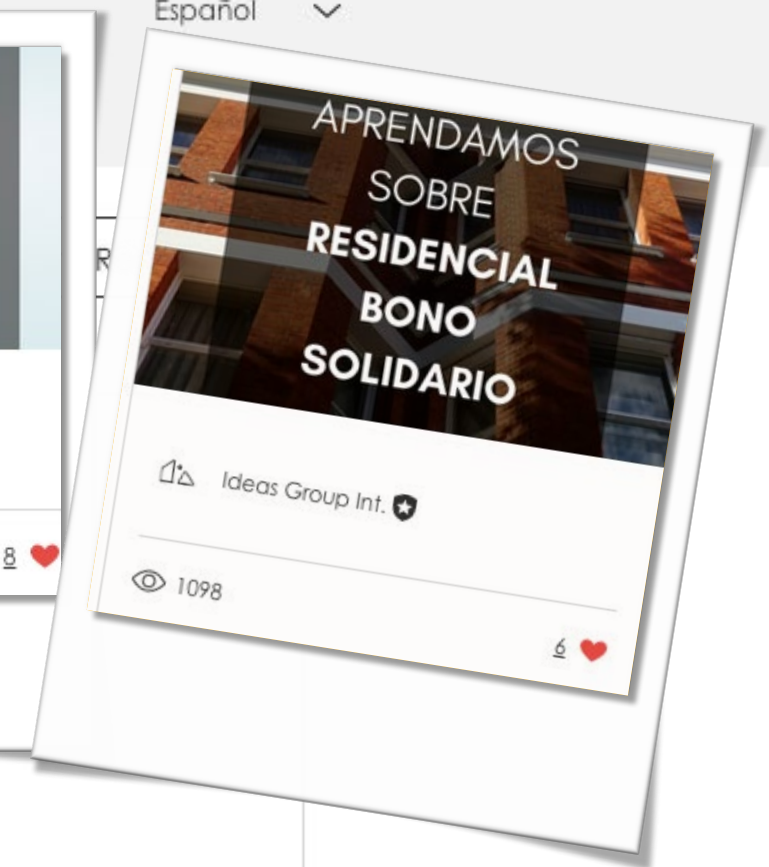 Español
R
APRENDAMOS
SOBRE
RESIDENCIAL
BONO
SOLIDARIO
Ideas Group Int.
1098
6
8